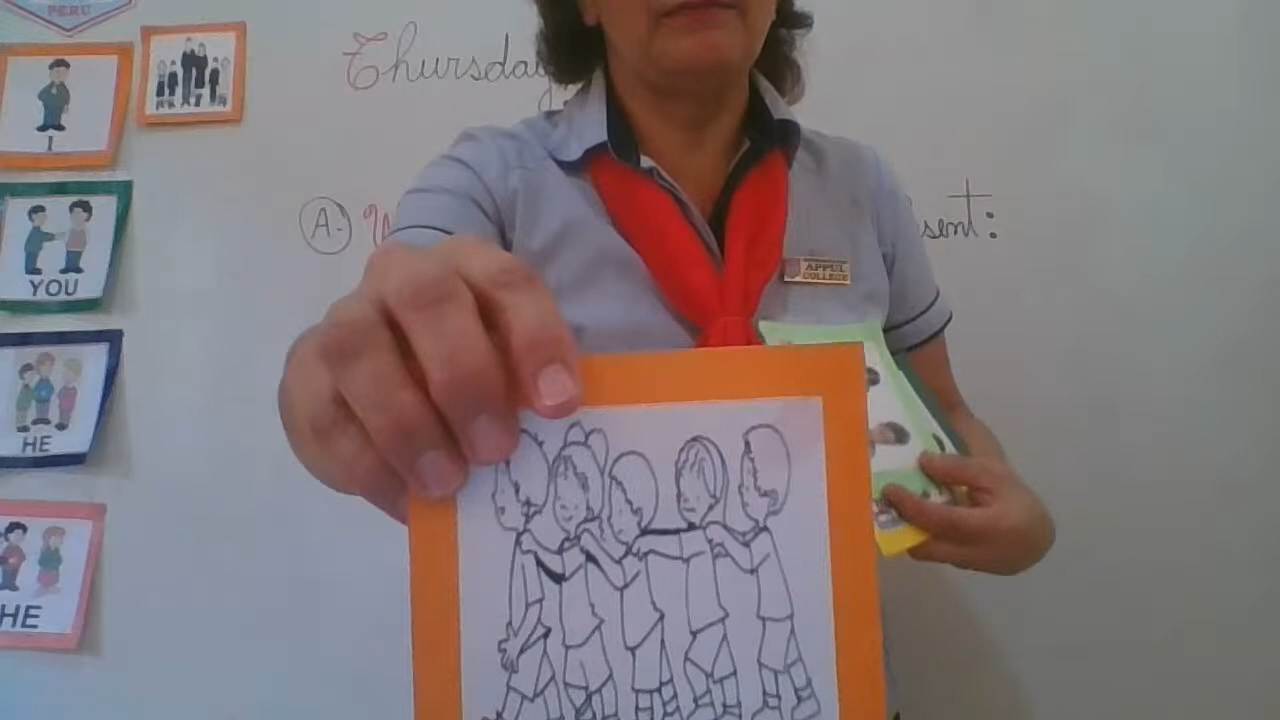 PERU
Thursday
I
A.-
sent:
APPUL
COLLEGE
YOU
HE
HE